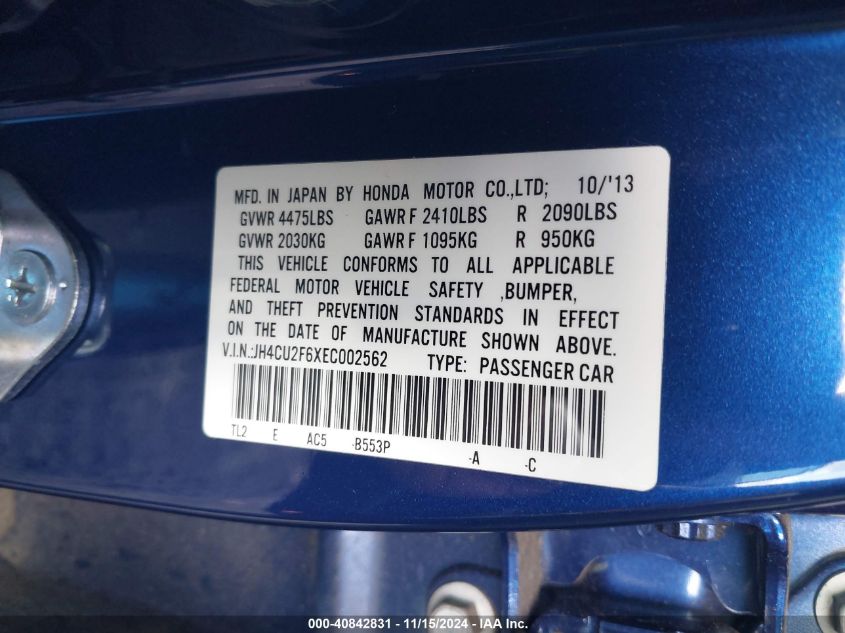 MFD. IN JAPAN BY HONDA MOTOR CO.,LTD; 10/'13
GVWR 4475LBS GAWR F 2410LBS R 2090LBS
GVWR 2030KG GAWR F 1095KG R 950KG
THIS VEHICLE CONFORMS TO ALL APPLICABLE
FEDERAL MOTOR VEHICLE SAFETY ,BUMPER,
AND THEFT PREVENTION STANDARDS IN EFFECT
ON THE DATE OF MANUFACTURE SHOWN ABOVE.
V.I.N.:JH4CU2F6XEC002562 TYPE: PASSENGER CAR
TL2 E AC5 -B553P -A -C
000-40842831 - 11/15/2024 - IAA Inc.